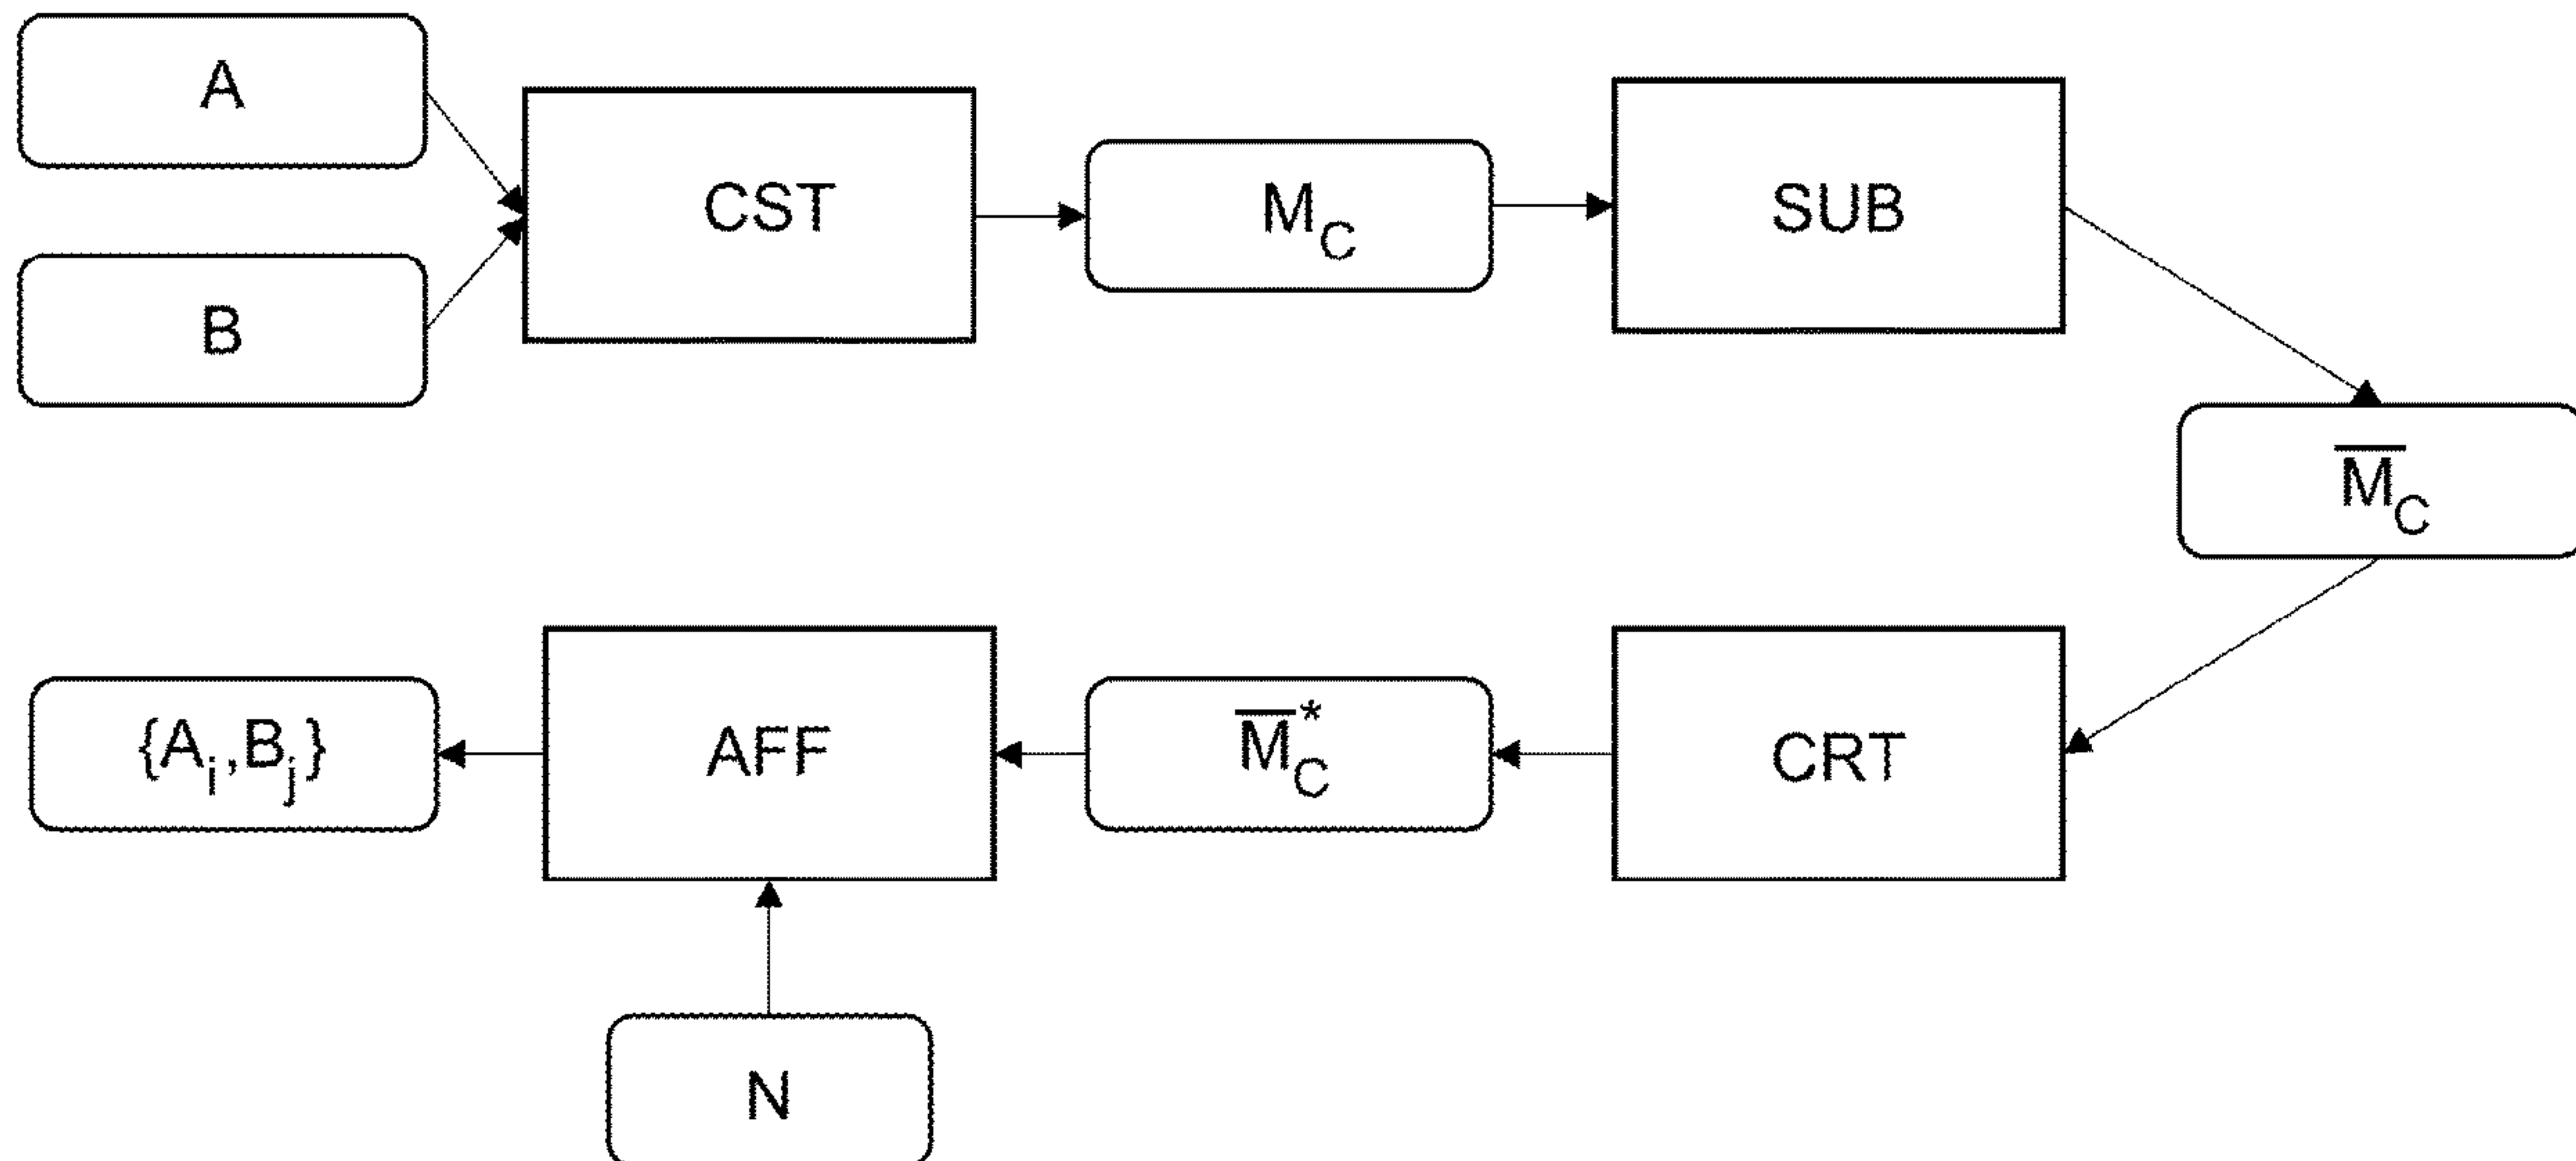 A
B
CST
M_C
SUB
M̅_C
CRT
M̅_C^*
AFF
{A_i,B_j}
N